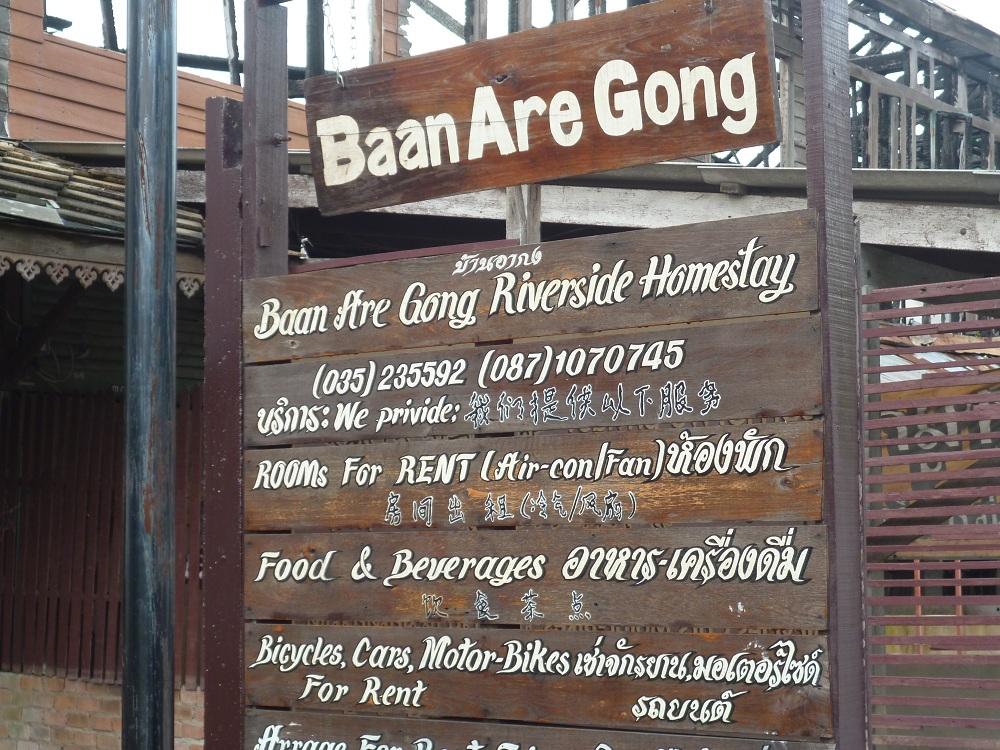 Baan Are Gong
บ้านอากง
Baan Are Gong Riverside Homestay
(035) 235592 (087)1070745
บริการ: We privide: 我们提供以下服务
ROOMs For RENT (Air-con/Fan) ห้องพัก
房间出租(冷气/风扇)
Food & Beverages อาหาร-เครื่องดื่ม
饮食茶点
Bicycles, Cars, Motor-Bikes เช่าจักรยาน,มอเตอร์ไซด์
For Rent รถยนต์